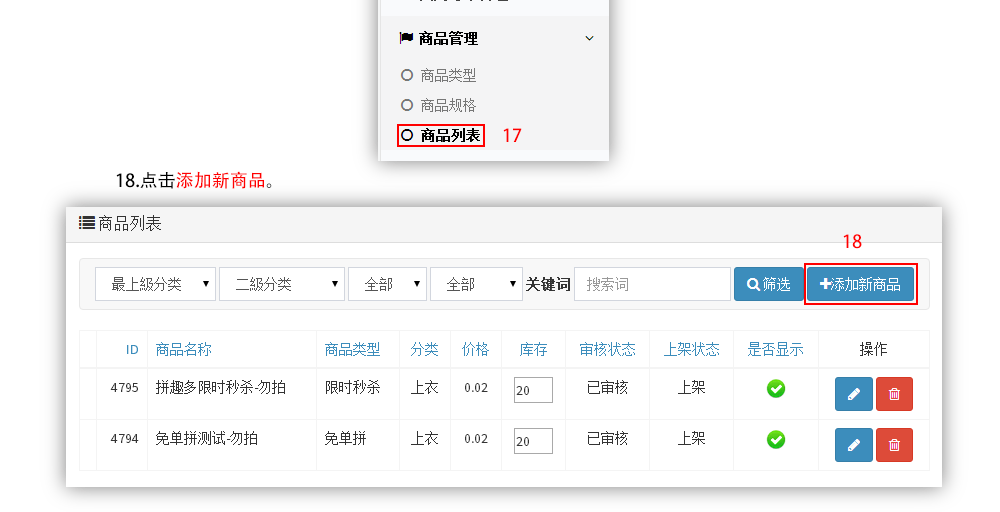 商品管理
商品类型
商品规格
商品列表 17
18.点击添加新商品。
商品列表
18
最上級分类 二級分类 全部 全部 关键词 搜索词 筛选 添加新商品
ID 商品名称 商品类型 分类 价格 库存 审核状态 上架状态 是否显示 操作
4795 拼趣多限时秒杀-勿拍 限时秒杀 上衣 0.02 20 已审核 上架
4794 免单拼测试-勿拍 免单拼 上衣 0.02 20 已审核 上架